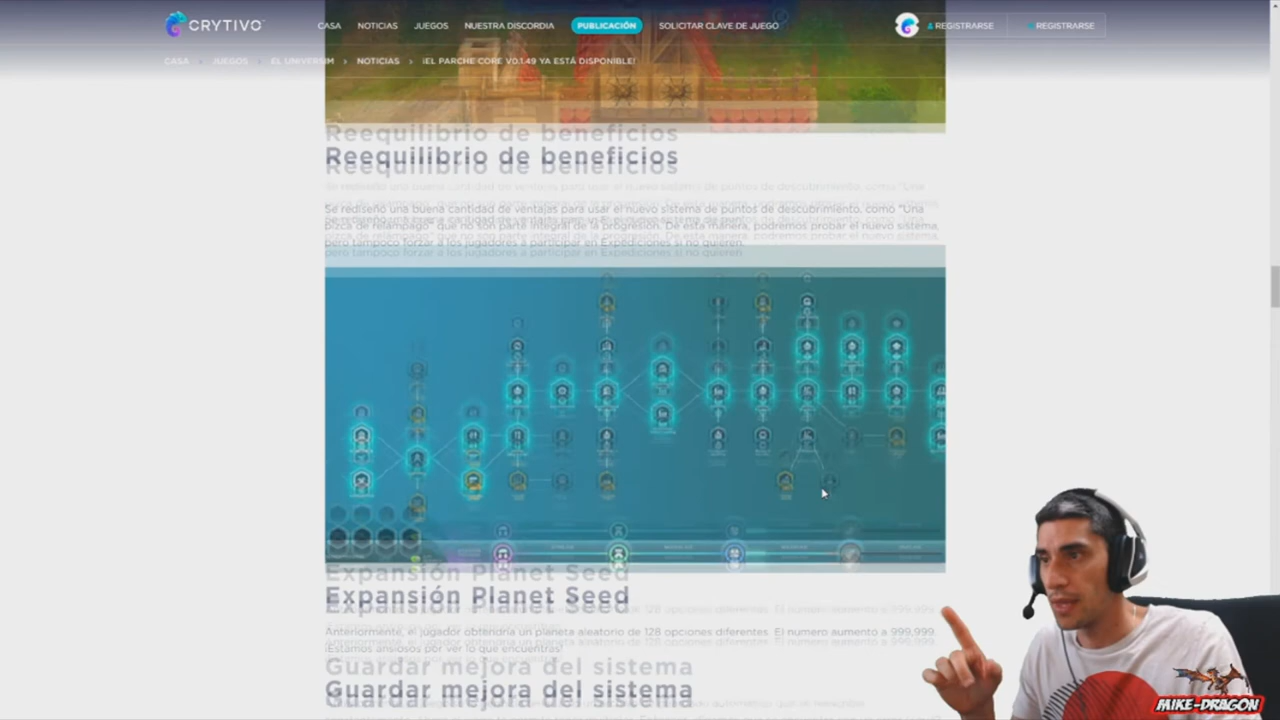 CRYTIVO
CASA NOTICIAS JUEGOS NUESTRA DISCORDIA PUBLICACIÓN SOLICITAR CLAVE DE JUEGO REGISTRARSE REGISTRARSE
CASA > JUEGOS > EL UNIVERSIM > NOTICIAS > ¡EL PARCHE CORE V0.1.49 YA ESTÁ DISPONIBLE!
Reequilibrio de beneficios
Se rediseñó una buena cantidad de ventajas para usar el nuevo sistema de puntos de descubrimiento. como "Una
pizca de relámpago" que no son parte integral de la progresión. De esta manera, podremos probar el nuevo sistema,
pero tampoco forzar a los jugadores a participar en Expediciones si no quieren.
Expansión Planet Seed
Anteriormente, el jugador obtendría un planeta aleatorio de 128 opciones diferentes. El numero aumentó a 999,999.
¡Estamos ansiosos por ver lo que encuentras!
Guardar mejora del sistema
MIKE-DRAGON